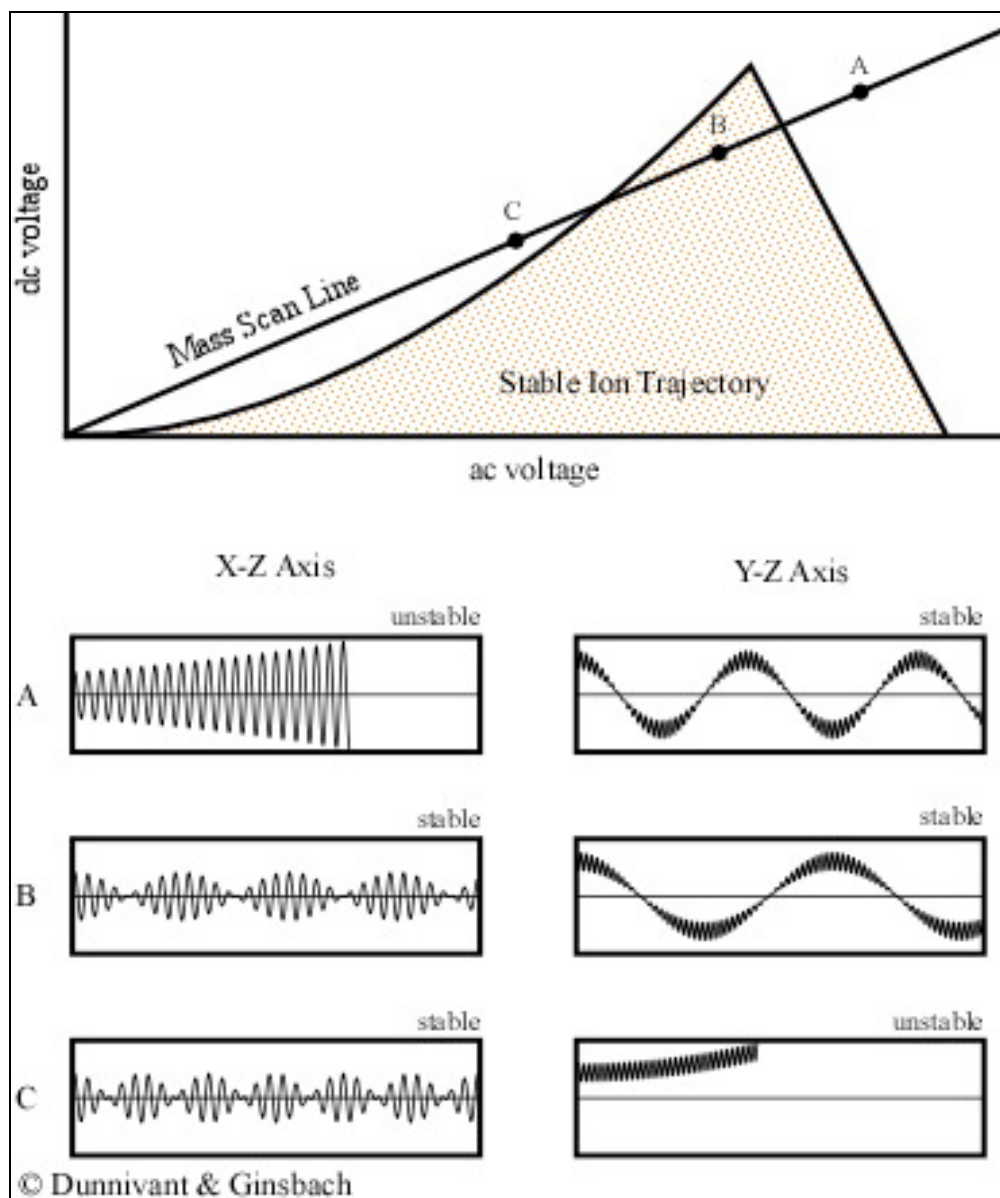 A
B
C
dc voltage
Mass Scan Line
Stable Ion Trajectory
ac voltage
X-Z Axis
Y-Z Axis
unstable
stable
A
stable
stable
B
stable
unstable
C
© Dunnivant & Ginsbach